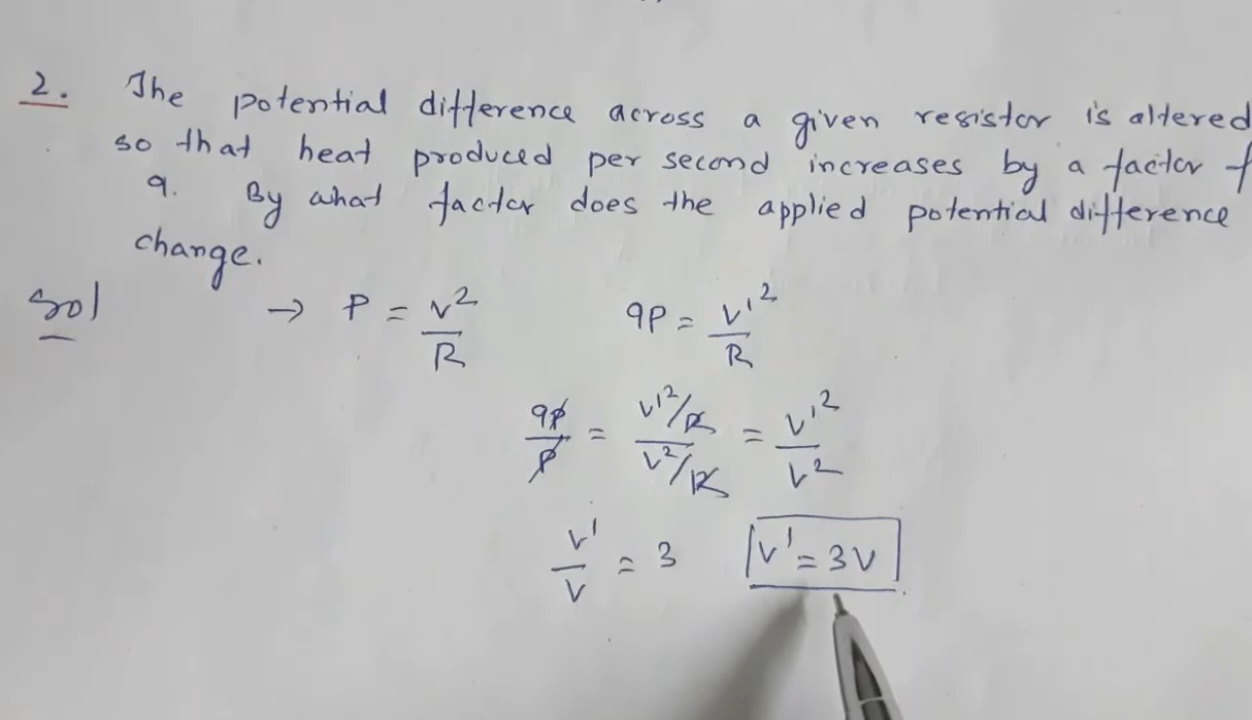 2. The potential difference across a given resistor is altered
so that heat produced per second increases by a factor
9. By what factor does the applied potential difference
change.
Sol → P = V²/R 9P = V'²/R
9P/P = (V'²/R)/(V²/R) = V'²/V²
V'/V = 3 V' = 3V